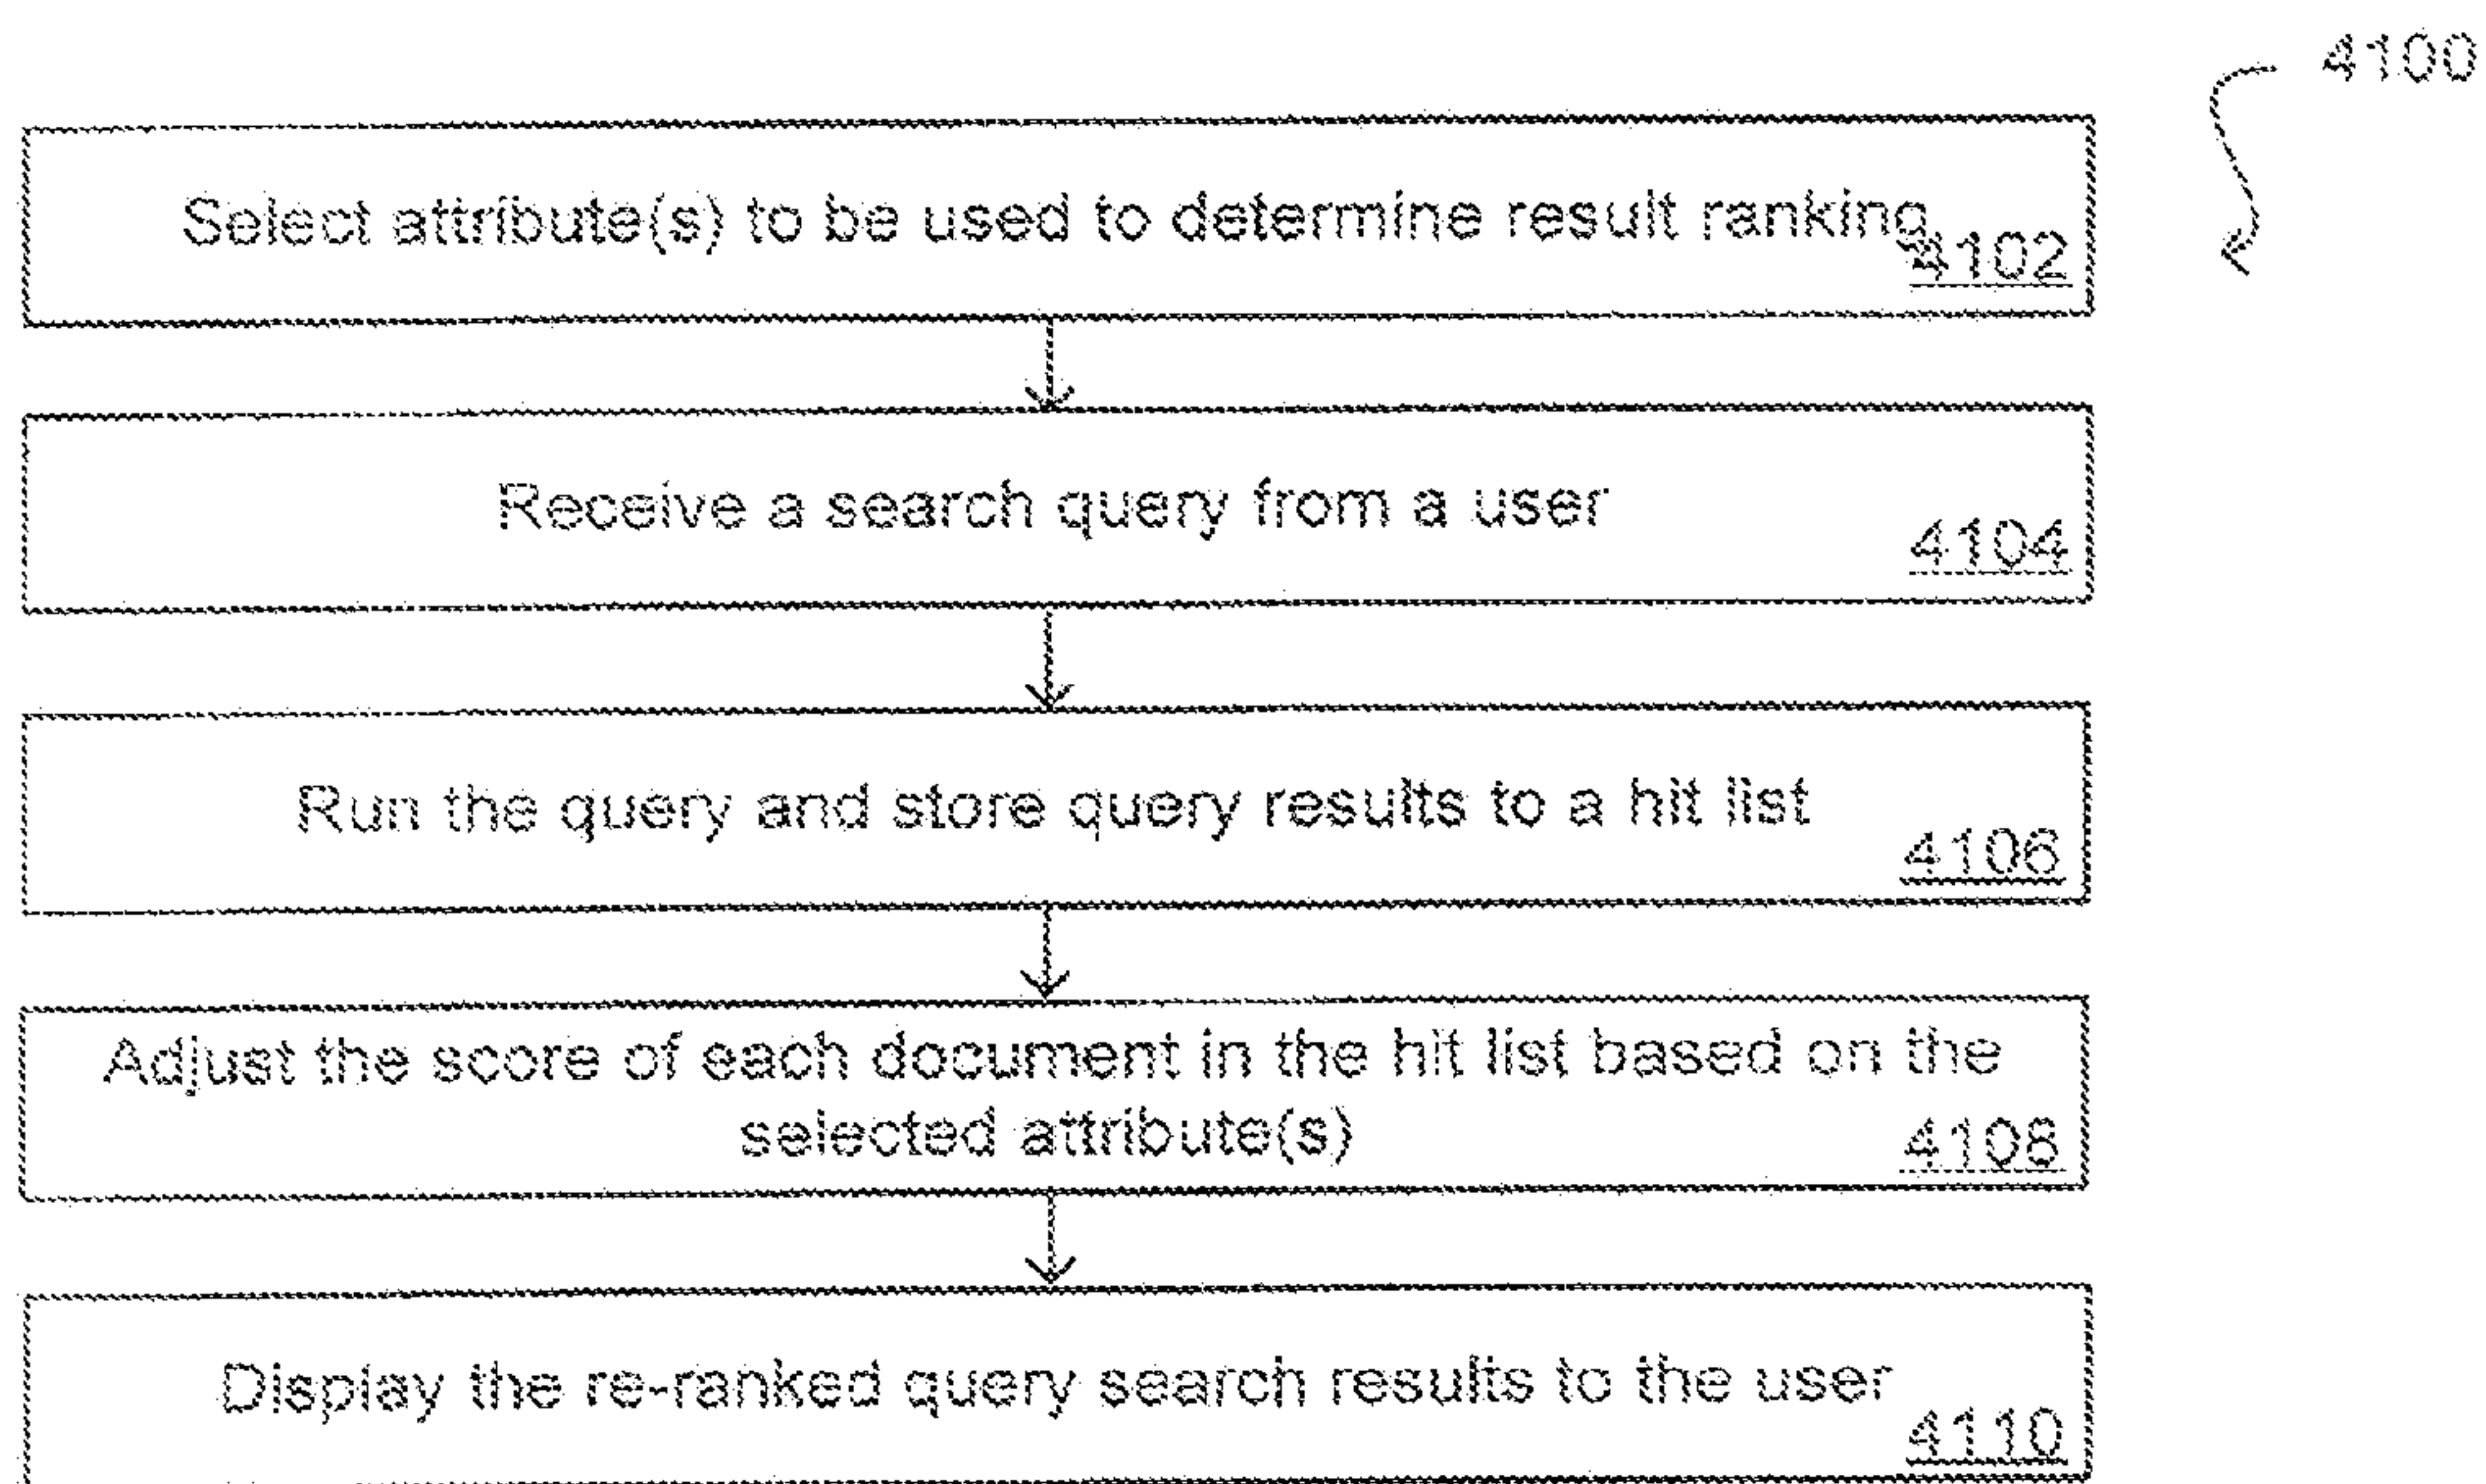 4100
Select attribute(s) to be used to determine result ranking
4102
Receive a search query from a user
4104
Run the query and store query results to a hit list
4106
Adjust the score of each document in the hit list based on the
selected attribute(s)
4108
Display the re-ranked query search results to the user
4110